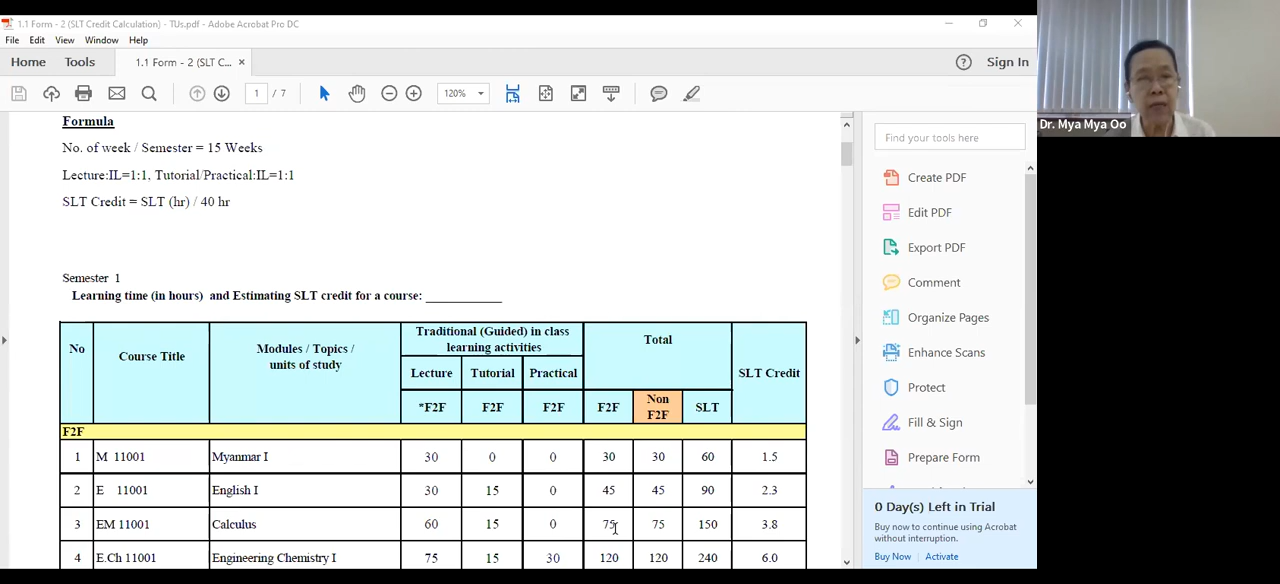 1.1 Form - 2 (SLT Credit Calculation) - TUs.pdf - Adobe Acrobat Pro DC
File Edit View Window Help
Home Tools 1.1 Form - 2 (SLT C... × Sign In
1 / 7 120%
Formula
No. of week / Semester = 15 Weeks
Lecture:IL=1:1, Tutorial/Practical:IL=1:1
SLT Credit = SLT (hr) / 40 hr
Semester 1
Learning time (in hours) and Estimating SLT credit for a course: ____________
No Course Title Modules / Topics / units of study Traditional (Guided) in class learning activities Total SLT Credit
Lecture Tutorial Practical
*F2F F2F F2F F2F Non F2F SLT
F2F
1 M 11001 Myanmar I 30 0 0 30 30 60 1.5
2 E 11001 English I 30 15 0 45 45 90 2.3
3 EM 11001 Calculus 60 15 0 75 75 150 3.8
4 E.Ch 11001 Engineering Chemistry I 75 15 30 120 120 240 6.0
Find your tools here
Create PDF
Edit PDF
Export PDF
Comment
Organize Pages
Enhance Scans
Protect
Fill & Sign
Prepare Form
0 Day(s) Left in Trial
Buy now to continue using Acrobat
without interruption.
Buy Now Activate
Dr. Mya Mya Oo